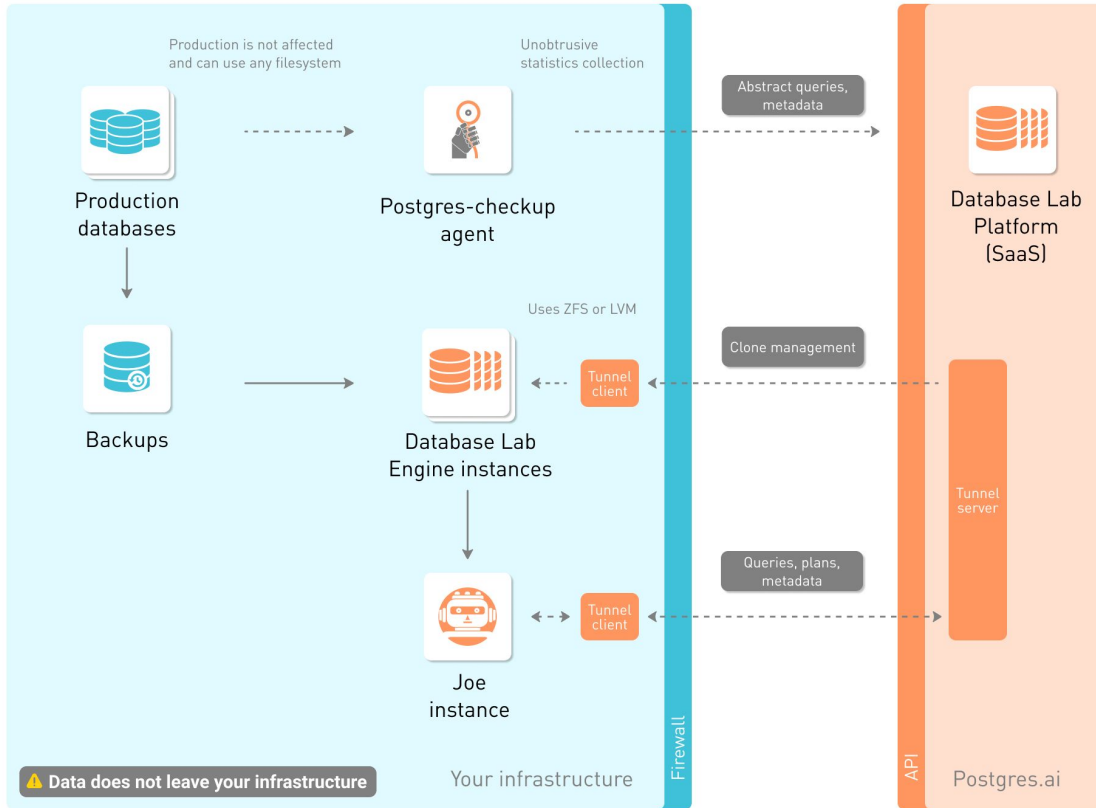 Production is not affected
and can use any filesystem
Unobtrusive
statistics collection
Abstract queries,
metadata
Production
databases
Postgres-checkup
agent
Database Lab
Platform
(SaaS)
Uses ZFS or LVM
Clone management
Tunnel
client
Backups
Database Lab
Engine instances
Tunnel
server
Queries, plans,
metadata
Tunnel
client
Joe
instance
Firewall
API
Data does not leave your infrastructure
Your infrastructure
Postgres.ai